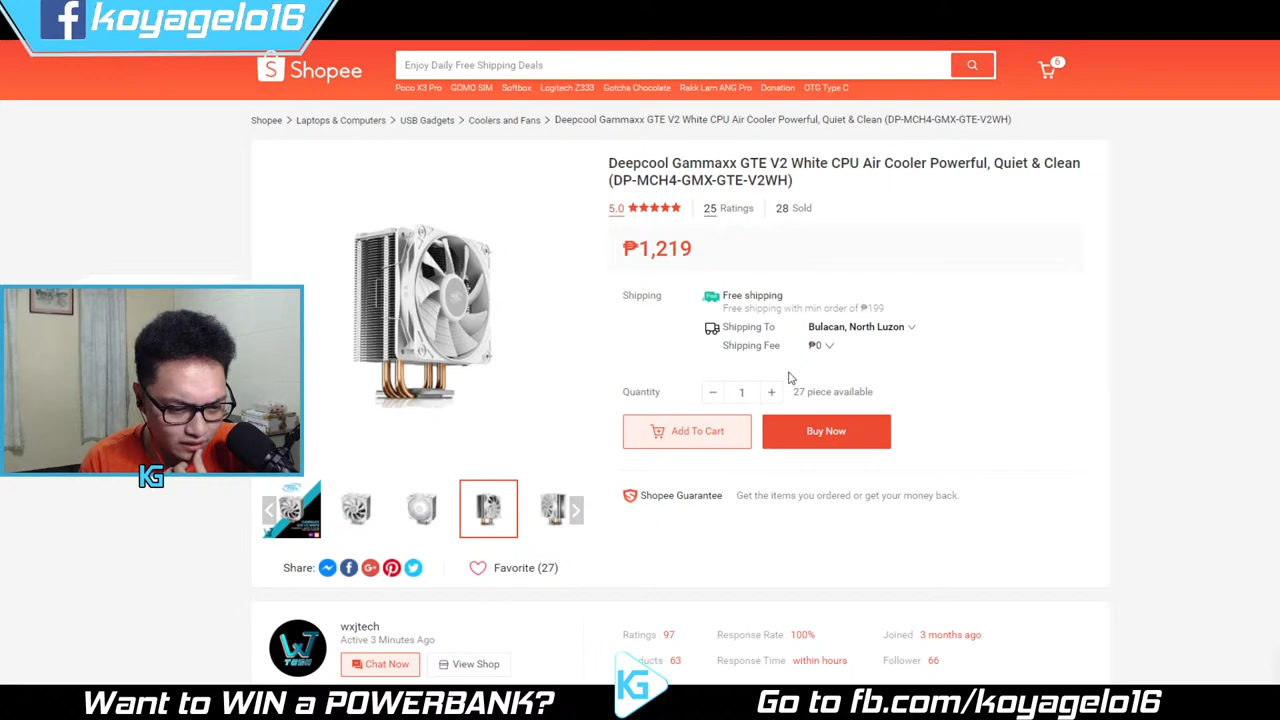 koyagelo16
Shopee
Enjoy Daily Free Shipping Deals
6
Poco X3 Pro GOMO SIM Softbox Logitech Z333 Gotcha Chocolate Rakk Lam ANG Pro Donation OTG Type C
Shopee > Laptops & Computers > USB Gadgets > Coolers and Fans > Deepcool Gammaxx GTE V2 White CPU Air Cooler Powerful, Quiet & Clean (DP-MCH4-GMX-GTE-V2WH)
Deepcool Gammaxx GTE V2 White CPU Air Cooler Powerful, Quiet & Clean
(DP-MCH4-GMX-GTE-V2WH)
5.0 25 Ratings 28 Sold
₱1,219
Shipping Free shipping
Free shipping with min order of ₱199
Shipping To Bulacan, North Luzon
Shipping Fee ₱0
Quantity − 1 + 27 piece available
Add To Cart Buy Now
KG
Shopee Guarantee Get the items you ordered or get your money back.
Share: Favorite (27)
wxjtech
Active 3 Minutes Ago
Chat Now View Shop
Ratings 97 Response Rate 100% Joined 3 months ago
63 Response Time within hours Follower 66
KG
Want to WIN a POWERBANK? Go to fb.com/koyagelo16